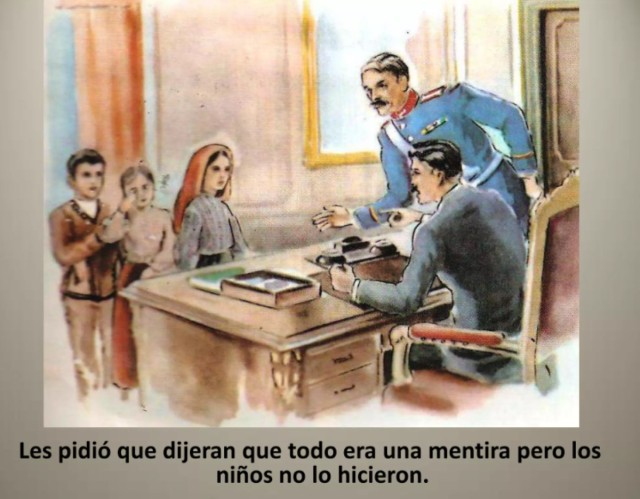 Les pidió que dijeran que todo era una mentira pero los
niños no lo hicieron.